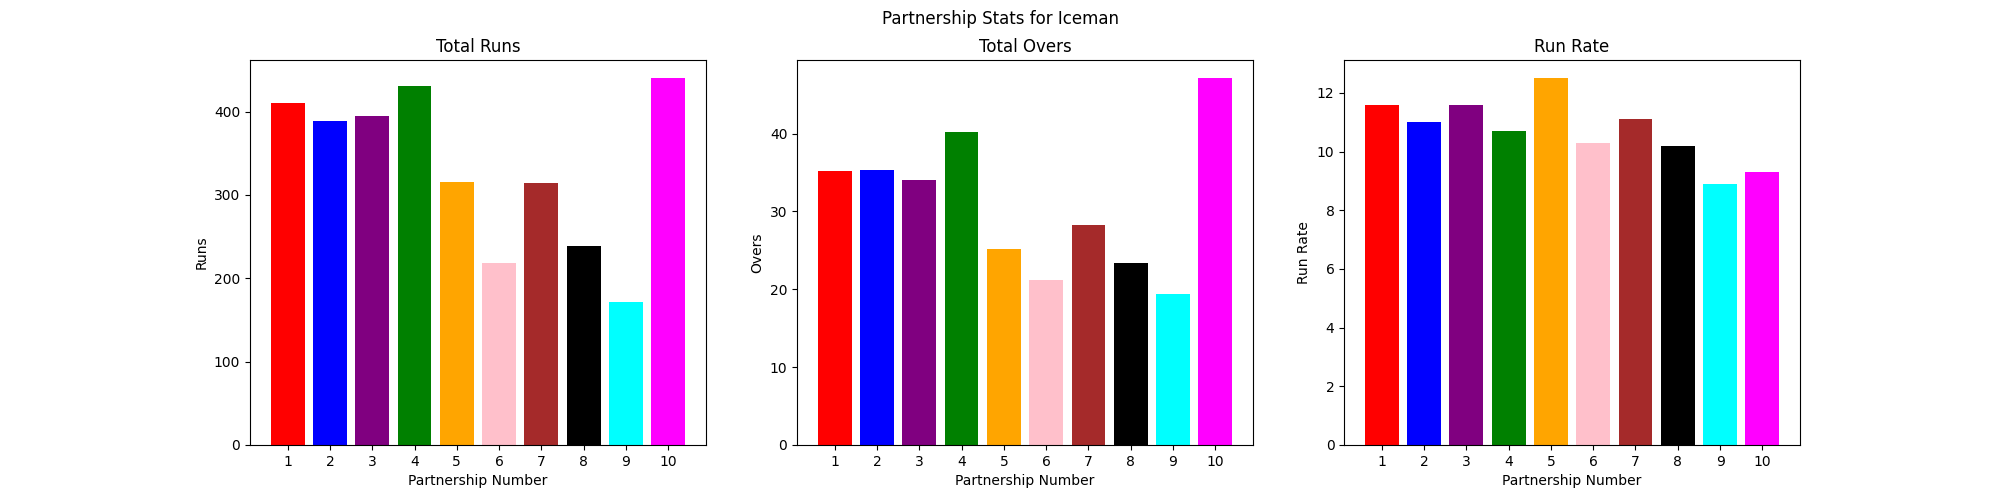 Partnership Stats for Iceman
Total Runs
Runs
400
300
200
100
0
1 2 3 4 5 6 7 8 9 10
Partnership Number
Total Overs
Overs
40
30
20
10
0
1 2 3 4 5 6 7 8 9 10
Partnership Number
Run Rate
Run Rate
12
10
8
6
4
2
0
1 2 3 4 5 6 7 8 9 10
Partnership Number